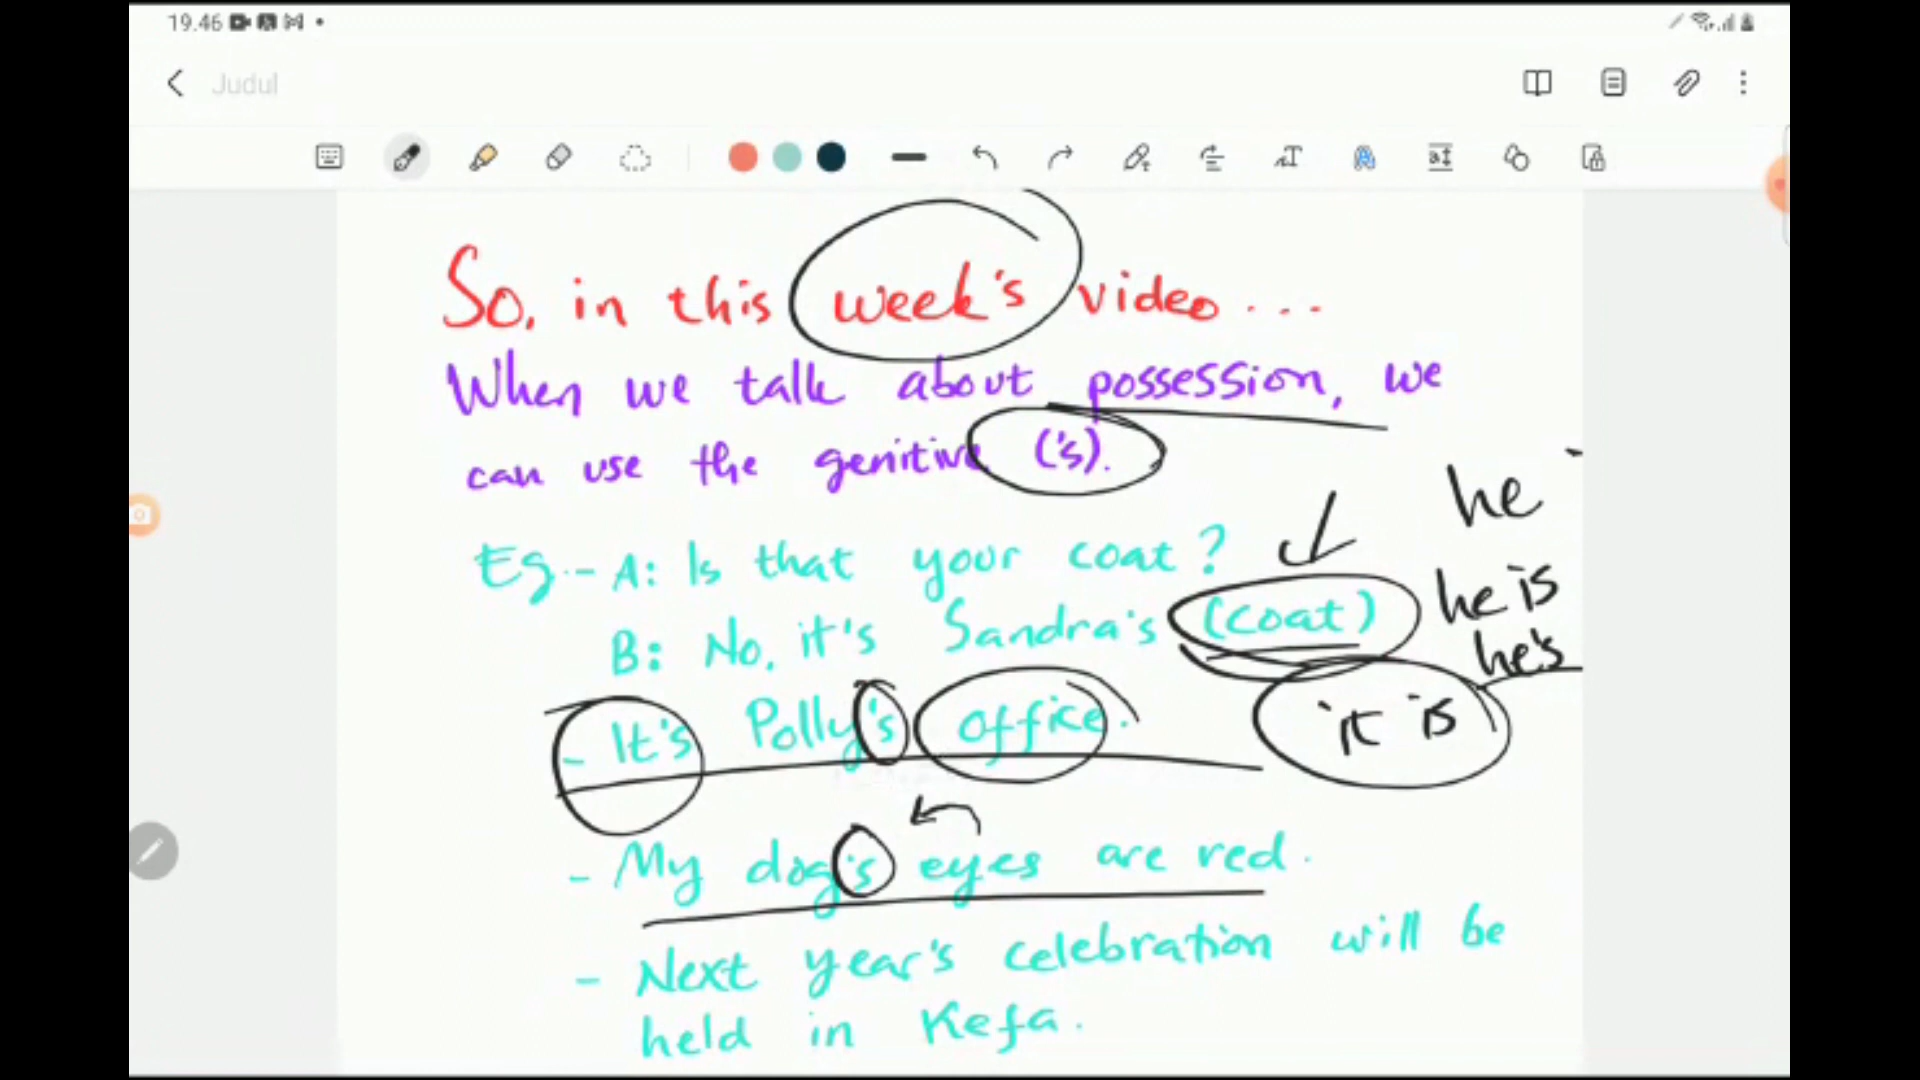 19.46
Judul
So, in this week's video...
When we talk about possession, we
can use the genitive ('s).
he
Eg.- A: Is that your coat?
he is
B: No, it's Sandra's (coat)
he's
- It's Polly's office.
it is
- My dog's eyes are red.
- Next year's celebration will be
held in Kefa.